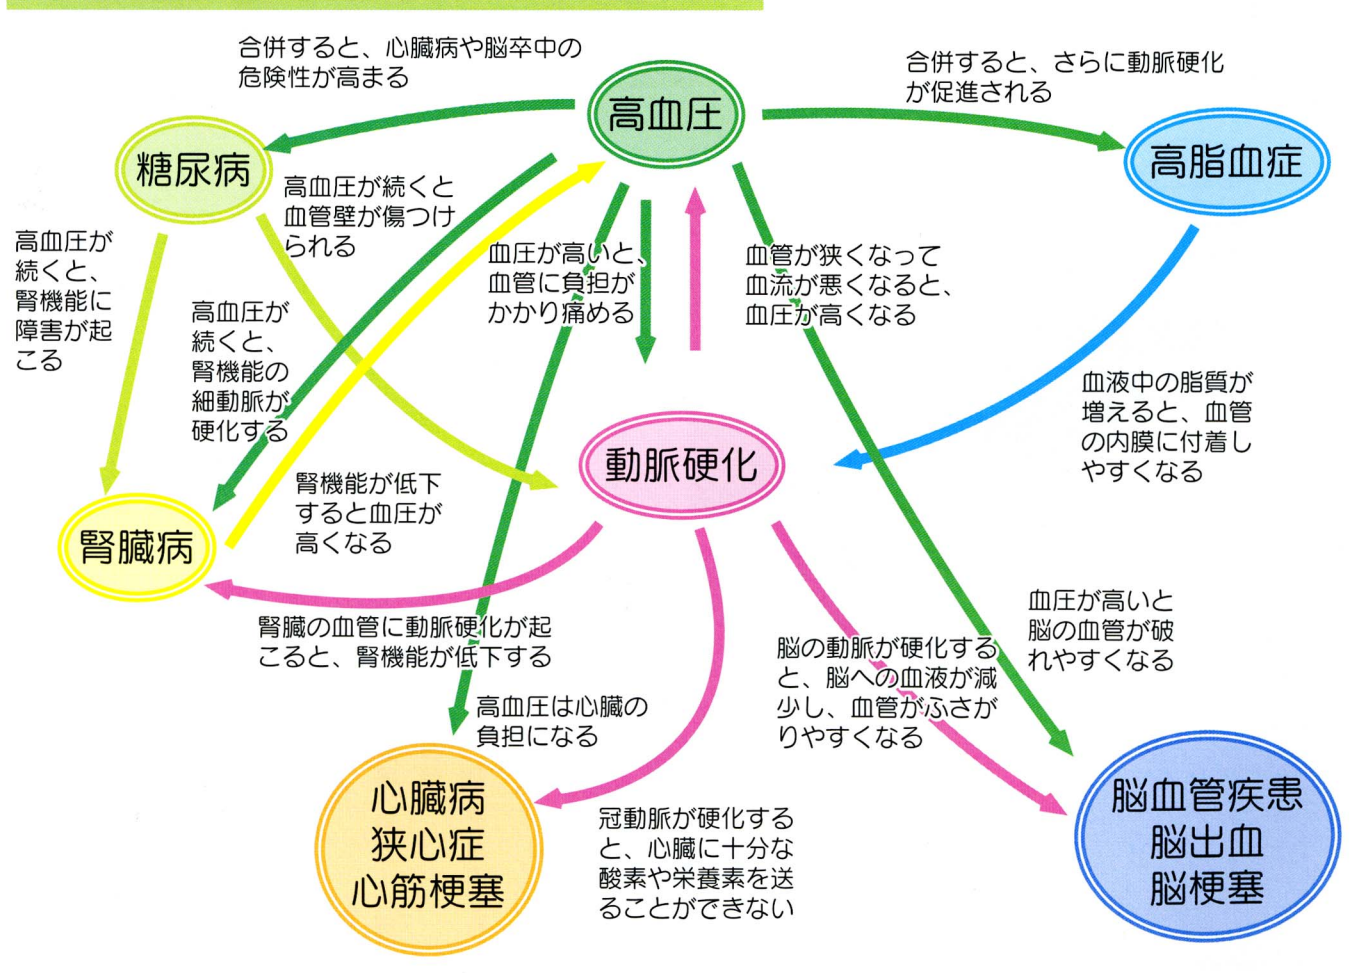 合併すると、心臓病や脳卒中の
危険性が高まる
高血圧
合併すると、さらに動脈硬化
が促進される
糖尿病
高脂血症
高血圧が続くと
血管壁が傷つけ
られる
高血圧が
続くと、
腎機能に
障害が起
こる
血圧が高いと、
血管に負担が
かかり痛める
血管が狭くなって
血流が悪くなると、
血圧が高くなる
高血圧が
続くと、
腎機能の
細動脈が
硬化する
血液中の脂質が
増えると、血管
の内膜に付着し
やすくなる
動脈硬化
腎機能が低下
すると血圧が
高くなる
腎臓病
腎臓の血管に動脈硬化が起
こると、腎機能が低下する
血圧が高いと
脳の血管が破
れやすくなる
脳の動脈が硬化する
と、脳への血液が減
少し、血管がふさが
りやすくなる
高血圧は心臓の
負担になる
心臓病
狭心症
心筋梗塞
冠動脈が硬化する
と、心臓に十分な
酸素や栄養素を送
ることができない
脳血管疾患
脳出血
脳梗塞